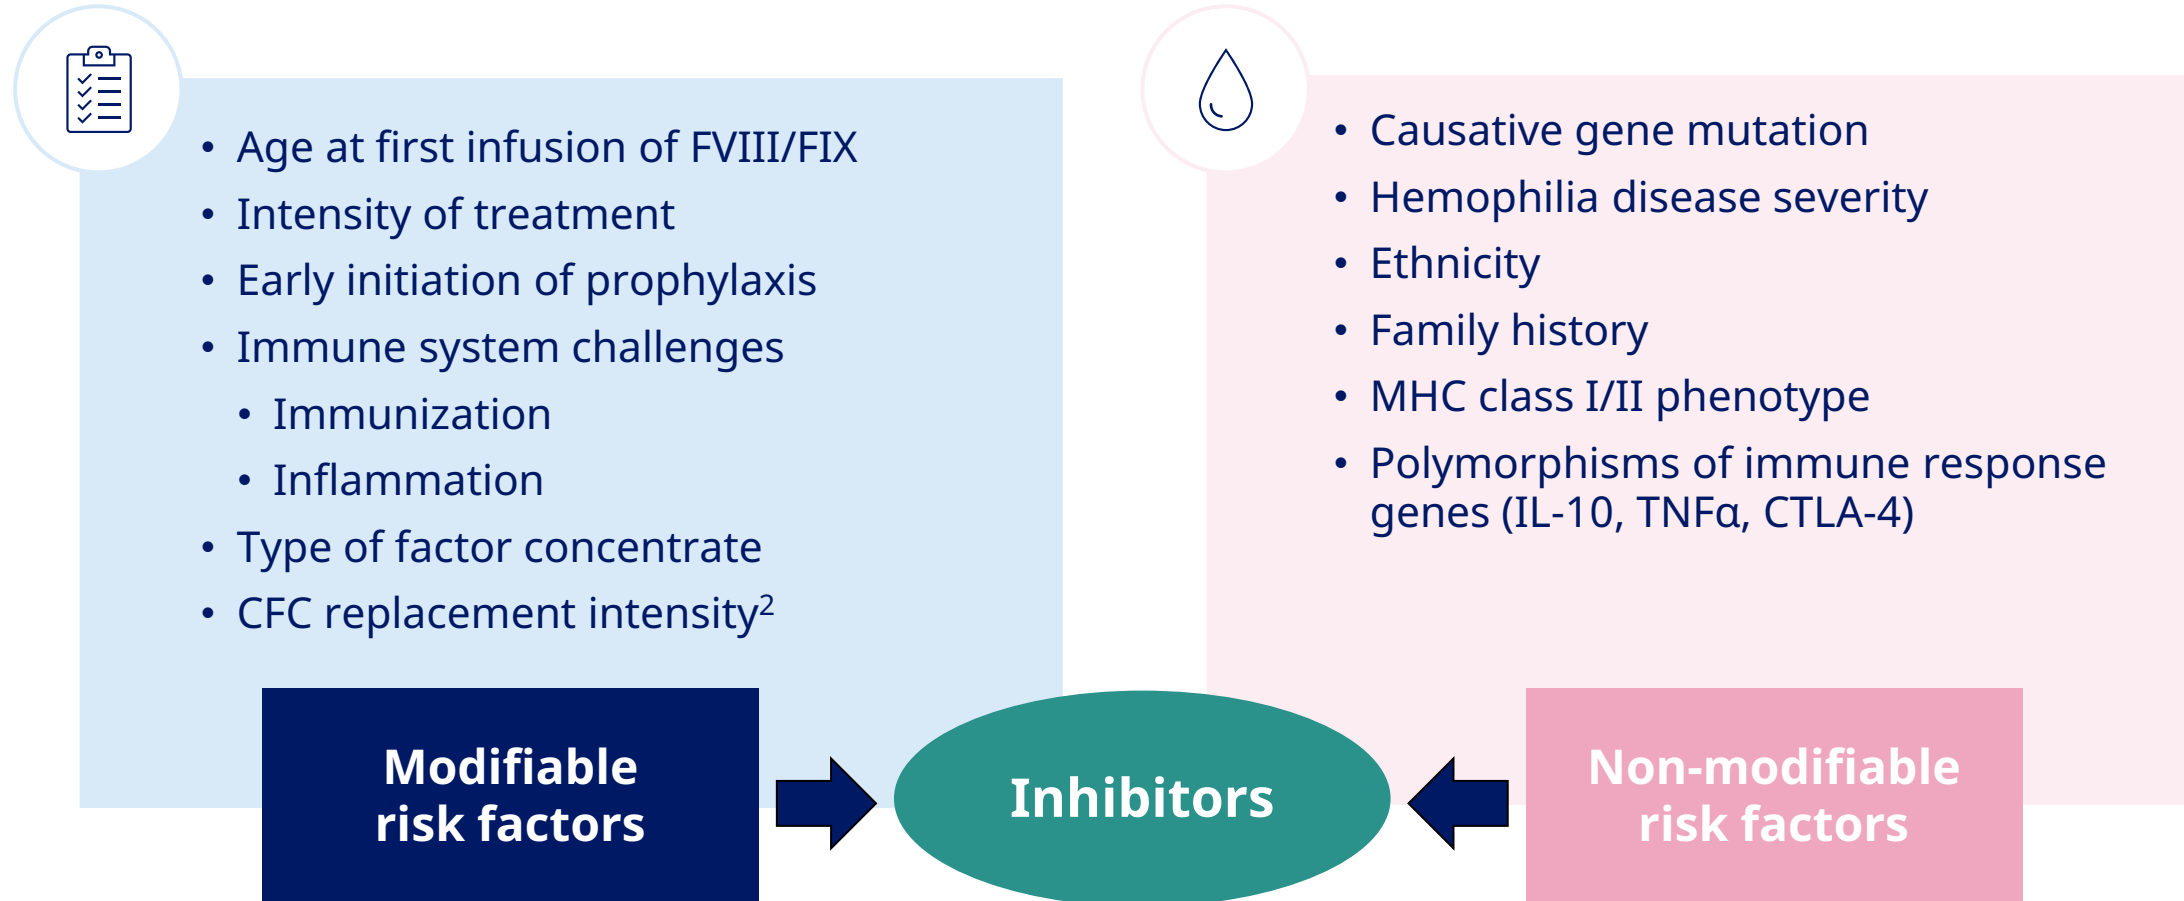 • Age at first infusion of FVIII/FIX
• Intensity of treatment
• Early initiation of prophylaxis
• Immune system challenges
• Immunization
• Inflammation
• Type of factor concentrate
• CFC replacement intensity²
Modifiable
risk factors
Inhibitors
• Causative gene mutation
• Hemophilia disease severity
• Ethnicity
• Family history
• MHC class I/II phenotype
• Polymorphisms of immune response
genes (IL-10, TNFα, CTLA-4)
Non-modifiable
risk factors